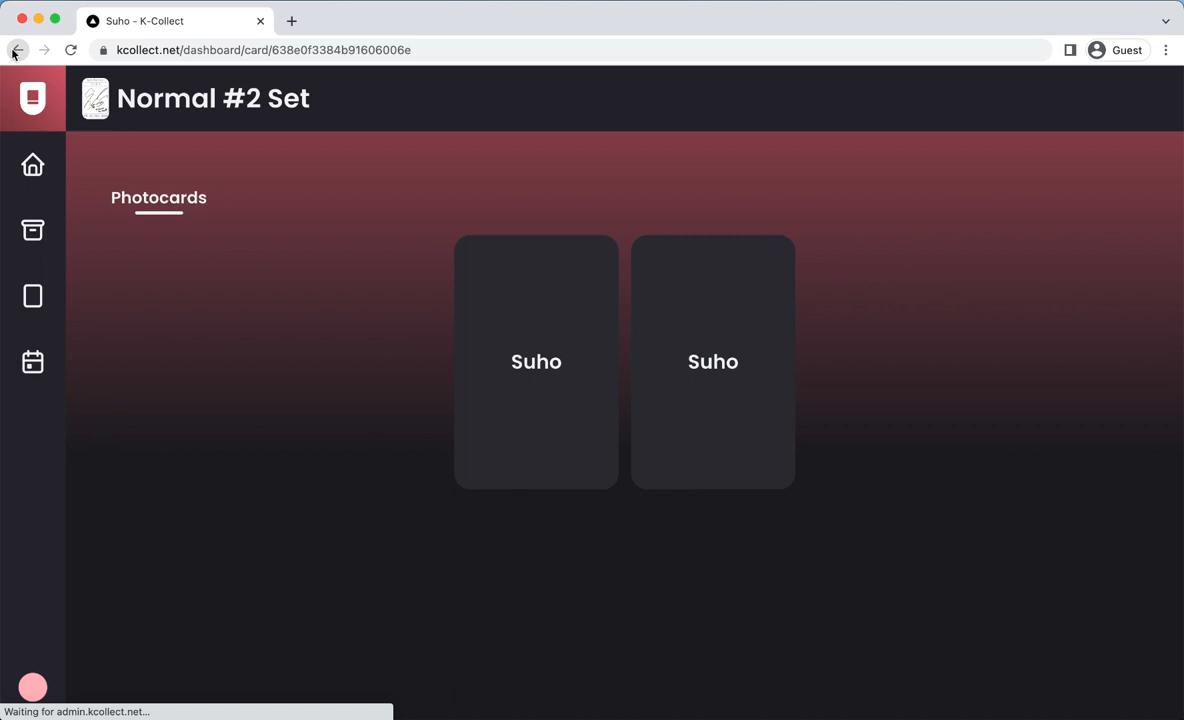 Suho - K-Collect
kcollect.net/dashboard/card/638e0f3384b91606006e
Guest
Normal #2 Set
Photocards
Suho
Suho
Waiting for admin.kcollect.net...